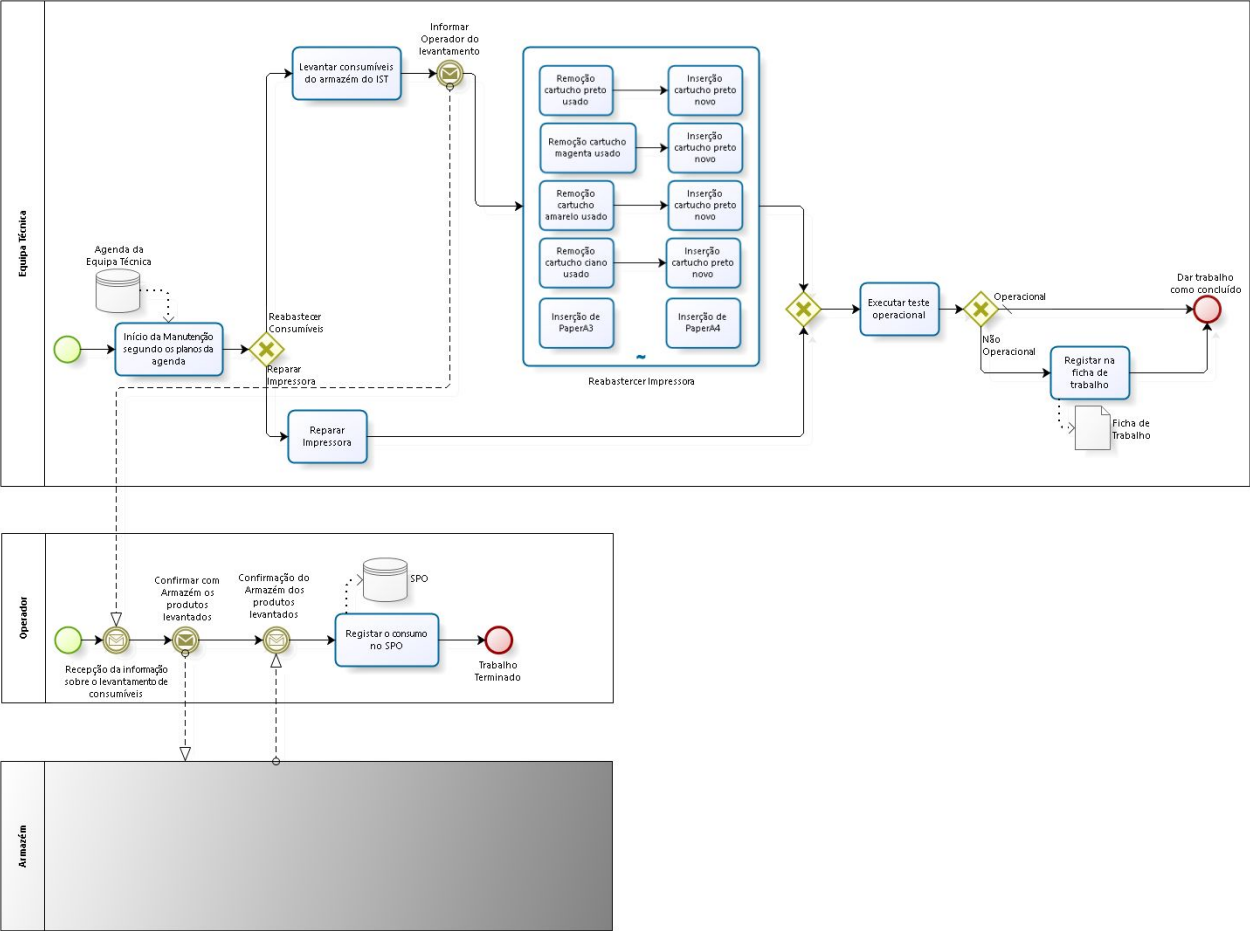 Equipa Técnica
Agenda da
Equipa Técnica
Início da Manutenção
segundo os planos da
agenda
Reabastecer
Consumíveis
Reparar
Impressora
Levantar consumíveis
do armazém do IST
Informar
Operador do
levantamento
Reparar
Impressora
Remoção
cartucho preto
usado
Inserção
cartucho preto
novo
Remoção cartucho
magenta usado
Inserção
cartucho preto
novo
Remoção
cartucho
amarelo usado
Inserção
cartucho preto
novo
Remoção
cartucho ciano
usado
Inserção
cartucho preto
novo
Inserção de
PaperA3
Inserção de
PaperA4
Reabastercer Impressora
Executar teste
operacional
Operacional
Não
Operacional
Registar na
ficha de
trabalho
Ficha de
Trabalho
Dar trabalho
como concluído
Operador
Recepção da informação
sobre o levantamento de
consumíveis
Confirmar com
Armazém os
produtos
levantados
Confirmação do
Armazém dos
produtos
levantados
SPO
Registar o consumo
no SPO
Trabalho
Terminado
Armazém